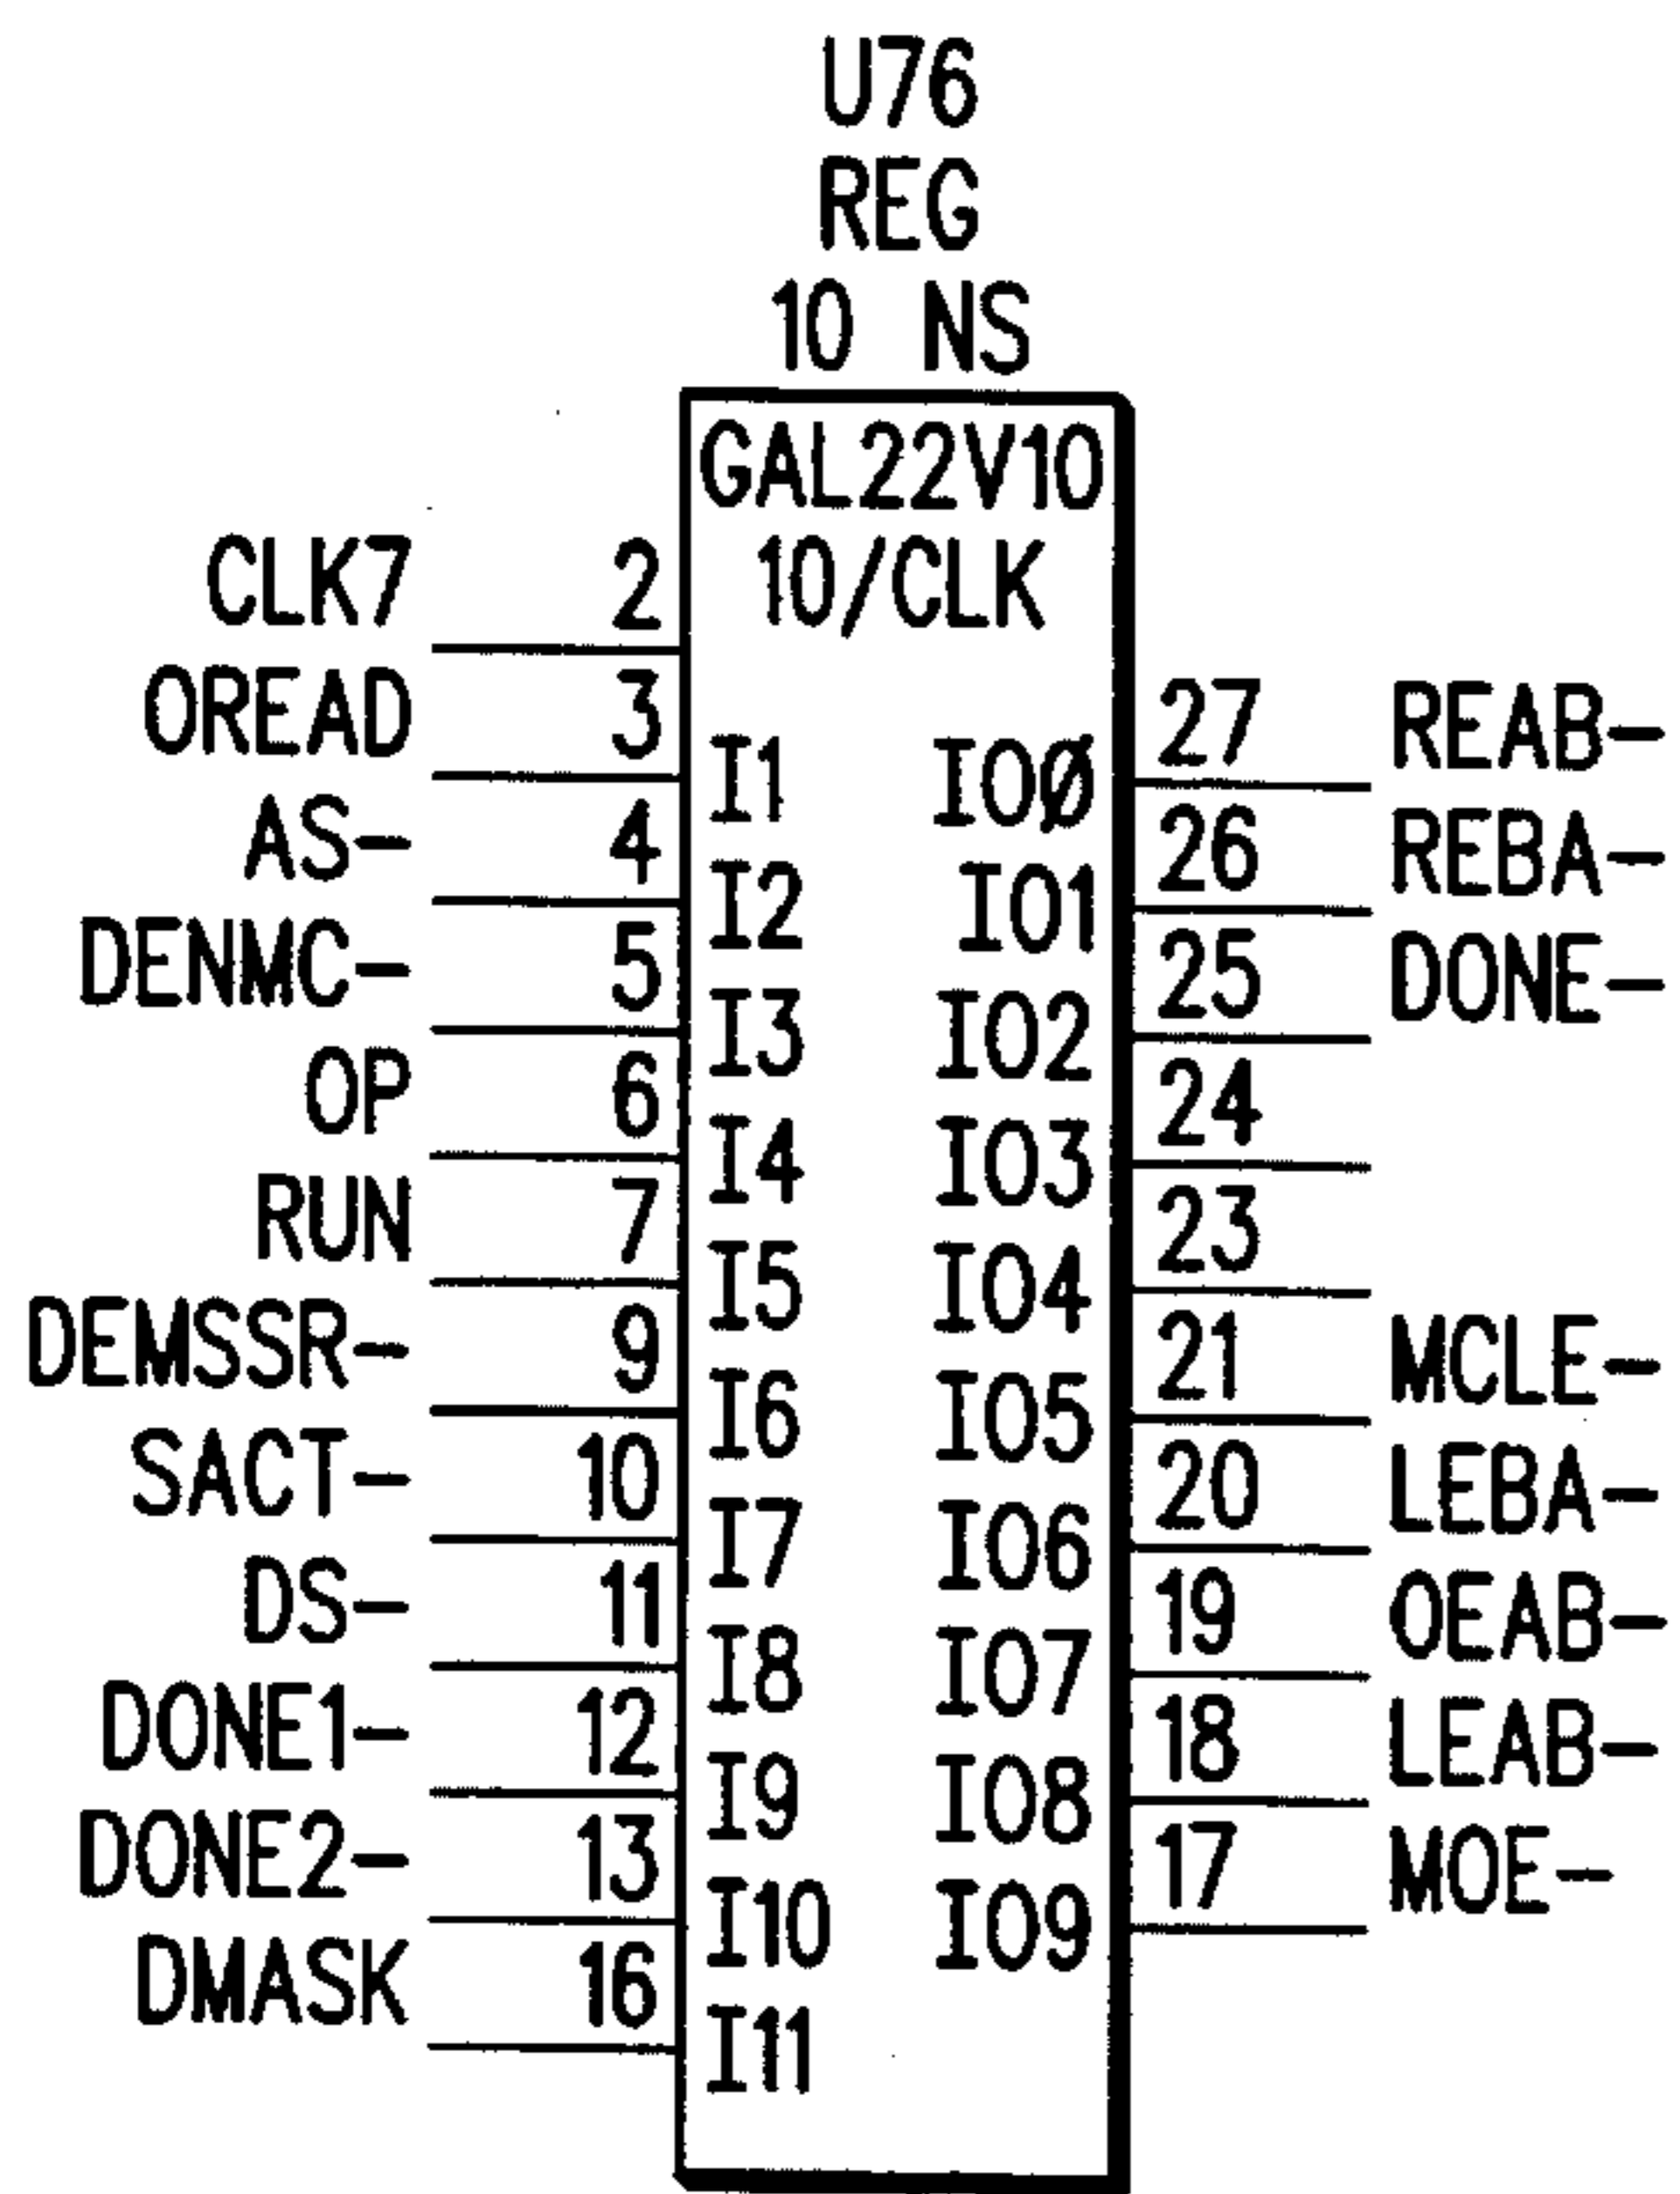 U76
REG
10 NS
GAL22V10
CLK7 2 10/CLK
OREAD 3 I1 IOØ 27 REAB-
AS- 4 I2 IO1 26 REBA-
DENMC- 5 I3 IO2 25 DONE-
OP 6 I4 IO3 24
RUN 7 I5 IO4 23
DEMSSR- 9 I6 IO5 21 MCLE-
SACT- 10 I7 IO6 20 LEBA-
DS- 11 I8 IO7 19 OEAB-
DONE1- 12 I9 IO8 18 LEAB-
DONE2- 13 I10 IO9 17 MOE-
DMASK 16 I11